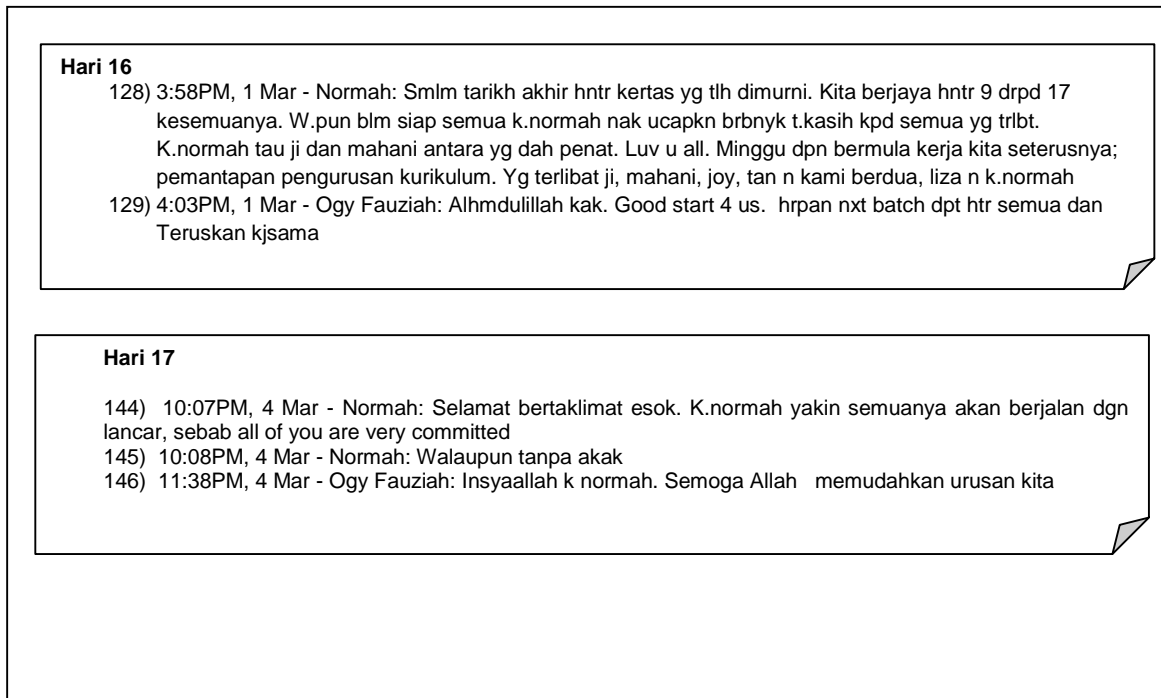 Hari 16
128) 3:58PM, 1 Mar - Normah: Smlm tarikh akhir hntr kertas yg tlh dimurni. Kita berjaya hntr 9 drpd 17
kesemuanya. W.pun blm siap semua k.normah nak ucapkn brbnyk t.kasih kpd semua yg trlbt.
K.normah tau ji dan mahani antara yg dah penat. Luv u all. Minggu dpn bermula kerja kita seterusnya;
pemantapan pengurusan kurikulum. Yg terlibat ji, mahani, joy, tan n kami berdua, liza n k.normah
129) 4:03PM, 1 Mar - Ogy Fauziah: Alhmdulillah kak. Good start 4 us. hrpan nxt batch dpt htr semua dan
Teruskan kjsama
Hari 17
144) 10:07PM, 4 Mar - Normah: Selamat bertaklimat esok. K.normah yakin semuanya akan berjalan dgn
lancar, sebab all of you are very committed
145) 10:08PM, 4 Mar - Normah: Walaupun tanpa akak
146) 11:38PM, 4 Mar - Ogy Fauziah: Insyaallah k normah. Semoga Allah memudahkan urusan kita